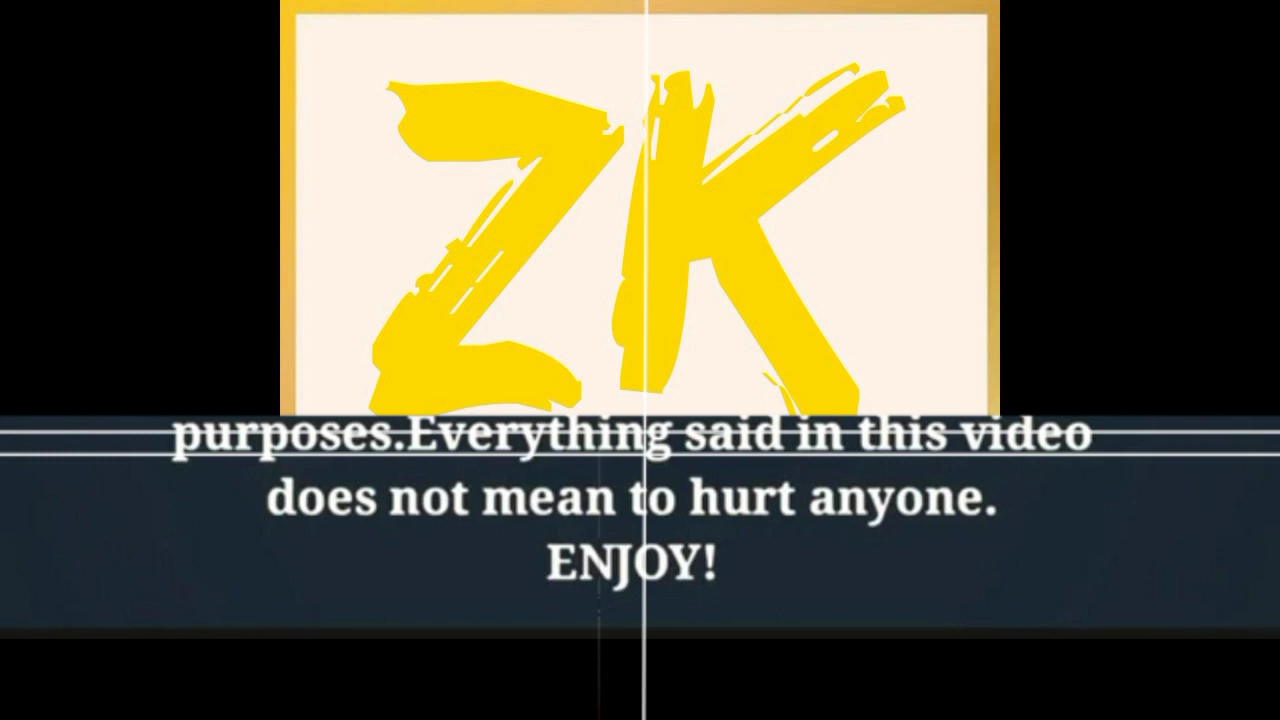 ZK
purposes.Everything said in this video
does not mean to hurt anyone.
ENJOY!